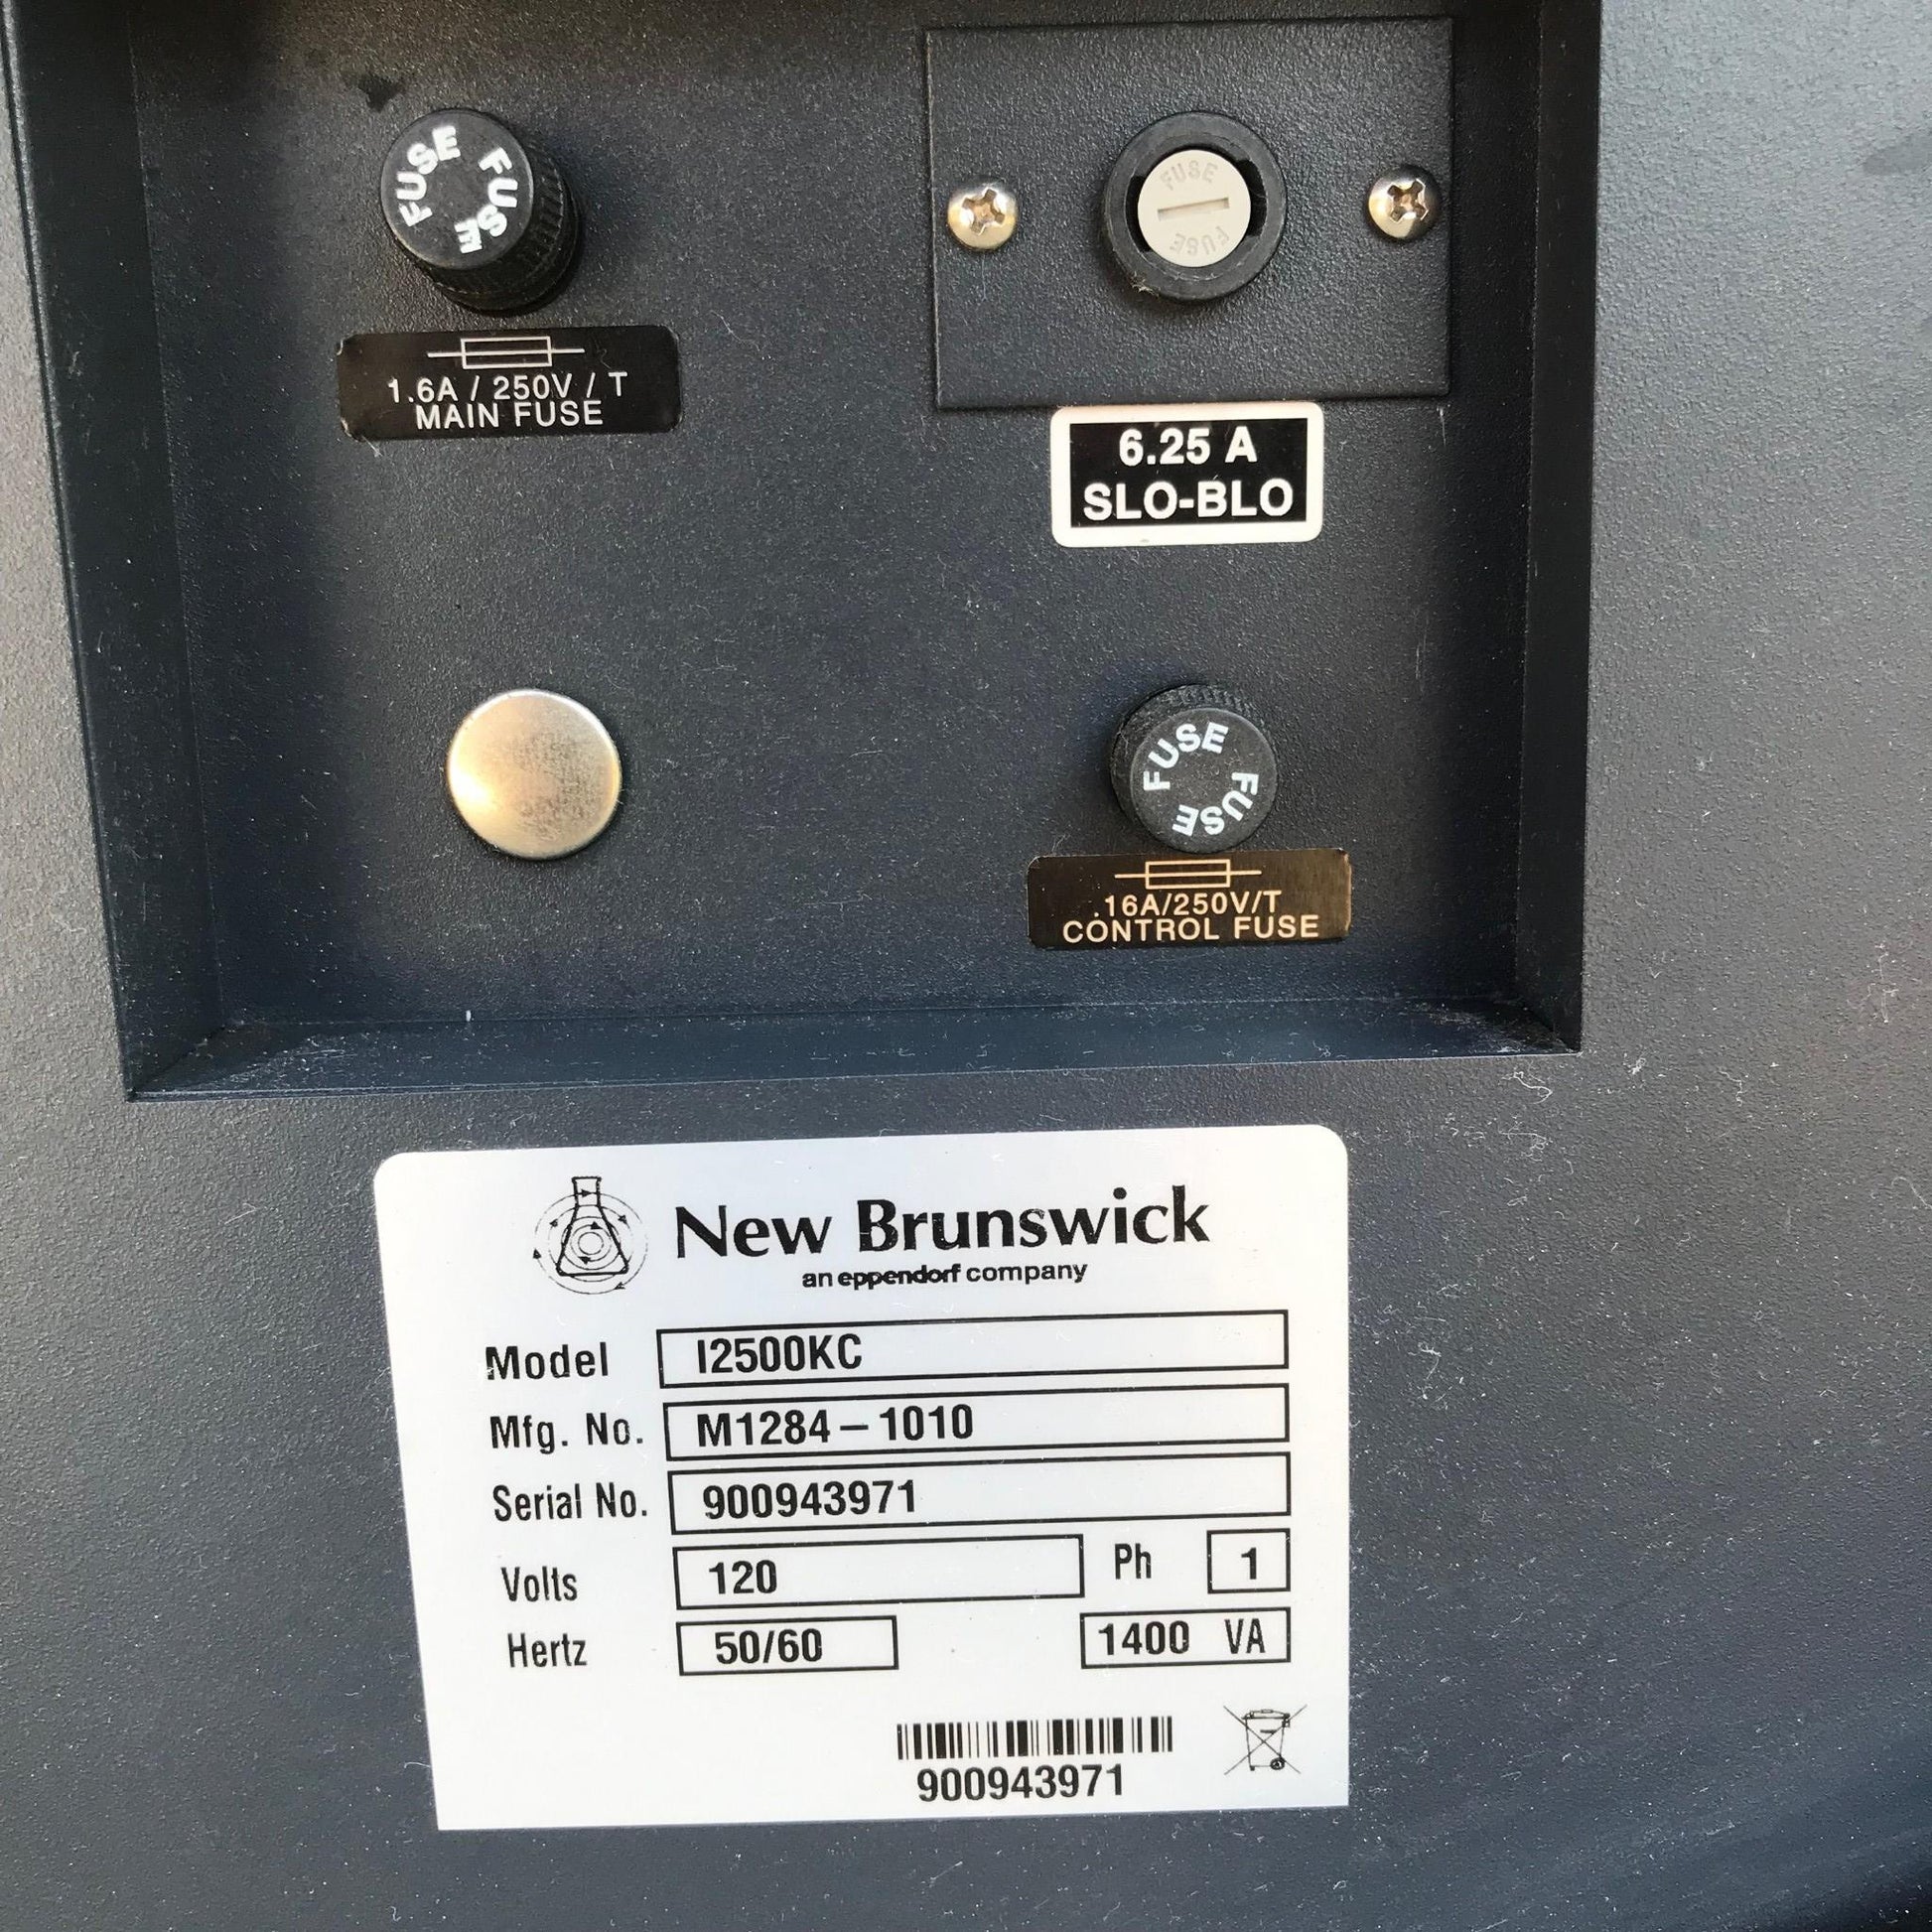 FUSE FUSE FUSE
1.6A / 250V / T
MAIN FUSE
FUSE
FUSE
6.25 A
SLO-BLO
FUSE FUSE FUSE
.16A/250V/T
CONTROL FUSE
New Brunswick
an eppendorf company
Model I2500KC
Mfg. No. M1284-1010
Serial No. 900943971
Volts 120 Ph 1
Hertz 50/60 1400 VA
900943971